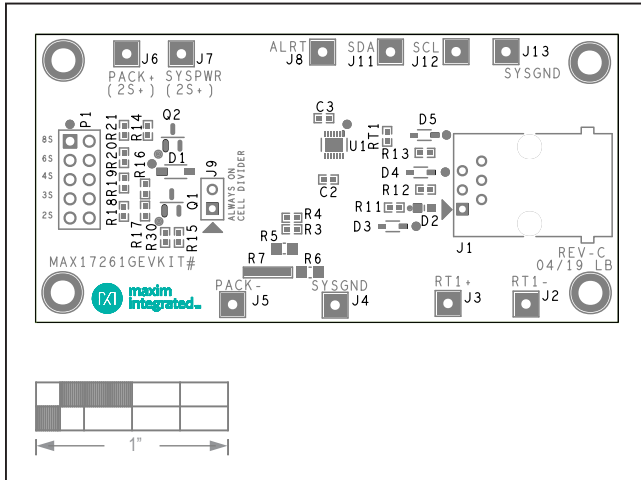 J6
PACK+
(2S+)
J7
SYSPWR
(2S+)
ALRT
J8
SDA
J11
SCL
J12
J13
SYSGND
P1
8S
6S
4S
3S
2S
R21
R20
R19
R18
R14
R16
R17
R30
R15
Q2
D1
Q1
J9
ALWAYS ON
CELL DIVIDER
C3
U1
C2
RT1
D5
R13
D4
R12
R11
D2
D3
J1
R4
R3
R5
R7
R6
MAX17261GEVKIT#
REV-C
04/19 LB
maxim
integrated™
PACK-
J5
SYSGND
J4
RT1+
J3
RT1-
J2
1"